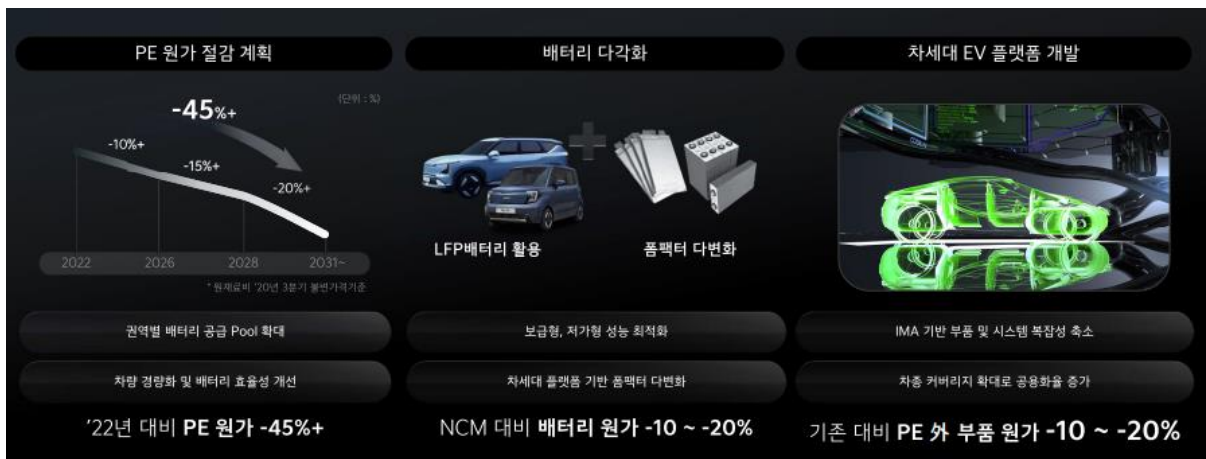 PE 원가 절감 계획
(단위 : %)
-45%+
-10%+
-15%+
-20%+
2022 2026 2028 2031~
* 원재료비 '20년 3분기 불변가격기준
권역별 배터리 공급 Pool 확대
차량 경량화 및 배터리 효율성 개선
'22년 대비 PE 원가 -45%+
배터리 다각화
LFP배터리 활용
폼팩터 다변화
보급형, 저가형 성능 최적화
차세대 플랫폼 기반 폼팩터 다변화
NCM 대비 배터리 원가 -10 ~ -20%
차세대 EV 플랫폼 개발
IMA 기반 부품 및 시스템 복잡성 축소
차종 커버리지 확대로 공용화율 증가
기존 대비 PE 外 부품 원가 -10 ~ -20%